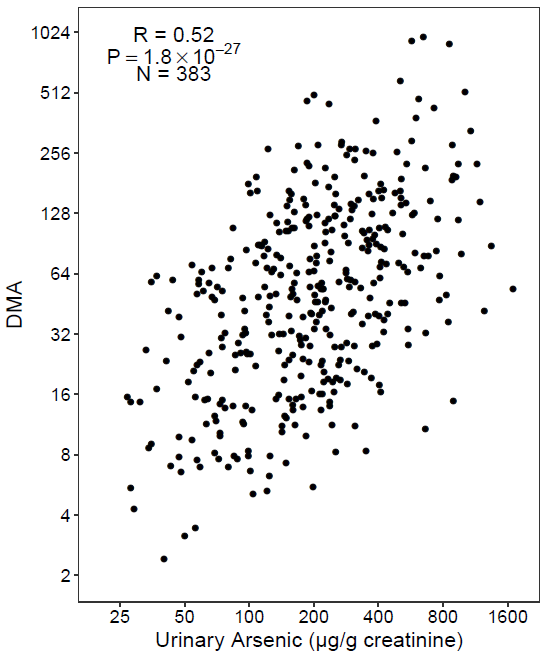 R = 0.52
P = 1.8×10⁻²⁷
N = 383
1024
512
256
128
64
32
16
8
4
2
DMA
25 50 100 200 400 800 1600
Urinary Arsenic (μg/g creatinine)